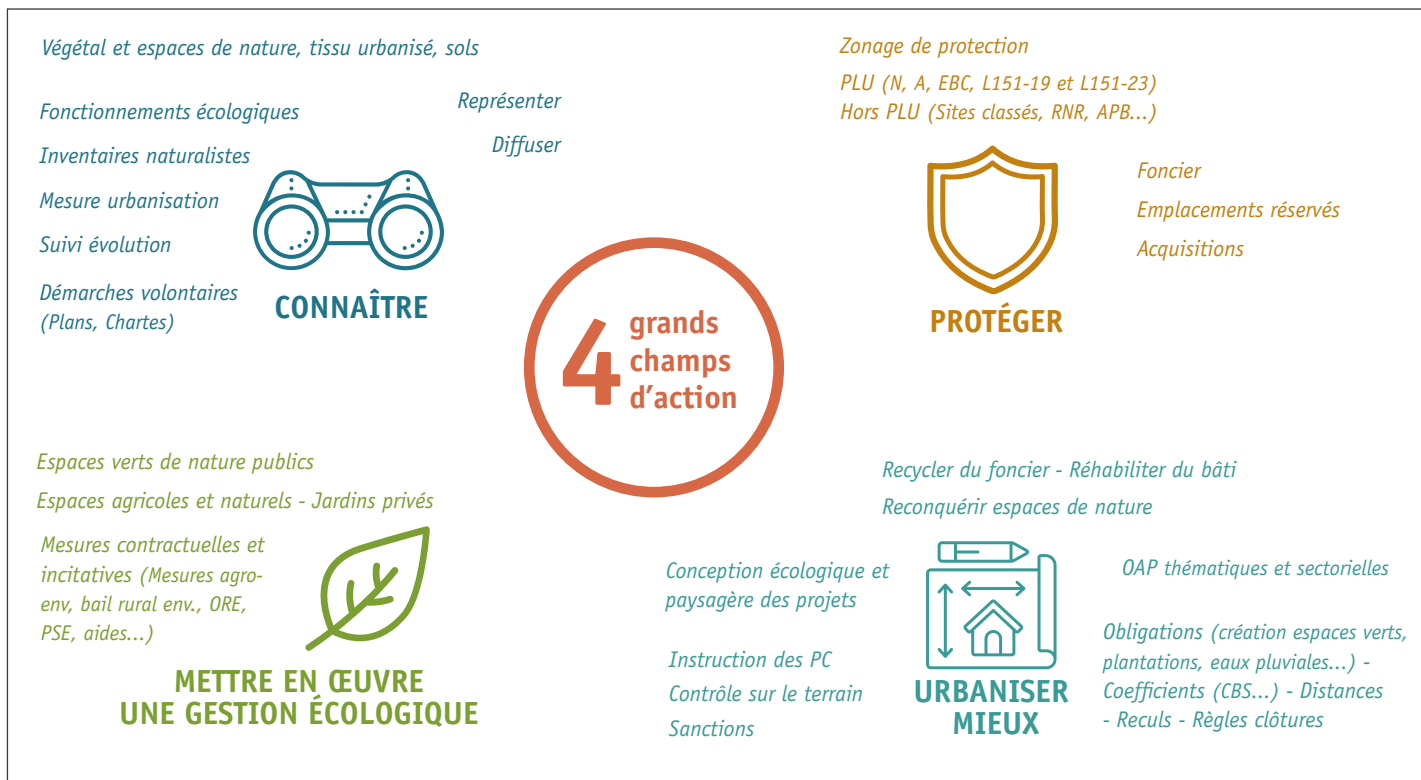 Végétal et espaces de nature, tissu urbanisé, sols
Fonctionnements écologiques
Inventaires naturalistes
Mesure urbanisation
Suivi évolution
Démarches volontaires
(Plans, Chartes)
Représenter
Diffuser
CONNAÎTRE
Zonage de protection
PLU (N, A, EBC, L151-19 et L151-23)
Hors PLU (Sites classés, RNR, APB...)
Foncier
Emplacements réservés
Acquisitions
PROTÉGER
4 grands
champs
d'action
Espaces verts de nature publics
Espaces agricoles et naturels - Jardins privés
Mesures contractuelles et
incitatives (Mesures agro-
env, bail rural env., ORE,
PSE, aides...)
METTRE EN ŒUVRE
UNE GESTION ÉCOLOGIQUE
Recycler du foncier - Réhabiliter du bâti
Reconquérir espaces de nature
Conception écologique et
paysagère des projets
Instruction des PC
Contrôle sur le terrain
Sanctions
OAP thématiques et sectorielles
Obligations (création espaces verts,
plantations, eaux pluviales...) -
Coefficients (CBS...) - Distances
- Reculs - Règles clôtures
URBANISER
MIEUX